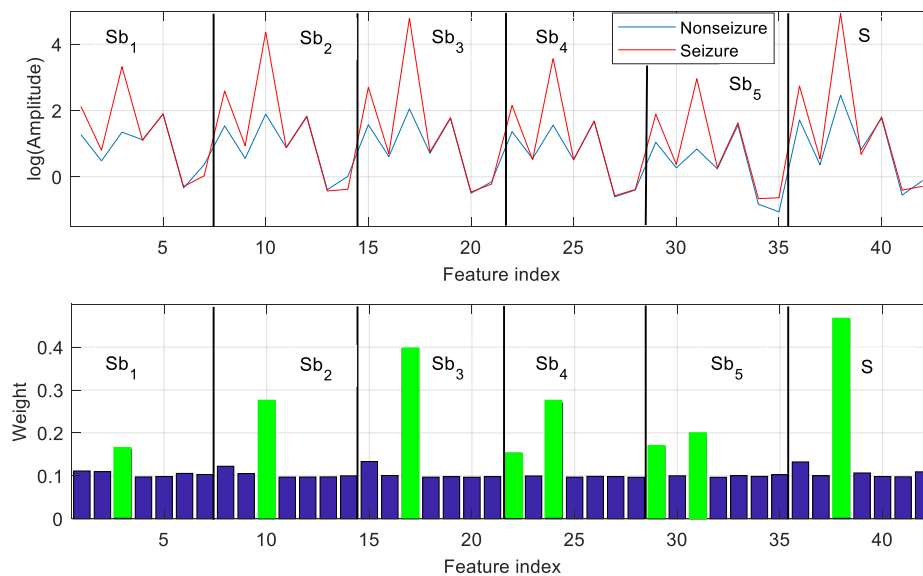 Nonseizure
Seizure
Sb1 Sb2 Sb3 Sb4 Sb5 S
log(Amplitude)
4
2
0
5 10 15 20 25 30 35 40
Feature index
Sb1 Sb2 Sb3 Sb4 Sb5 S
Weight
0.4
0.3
0.2
0.1
0
5 10 15 20 25 30 35 40
Feature index